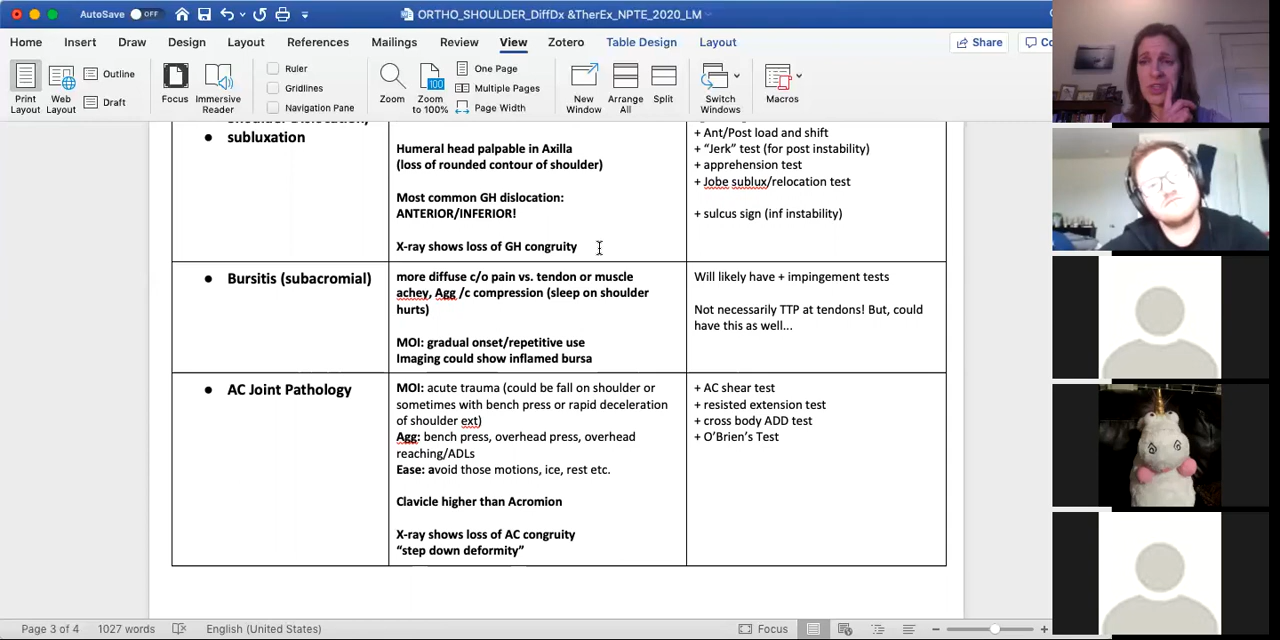 AutoSave OFF
ORTHO_SHOULDER_DiffDx &TherEx_NPTE_2020_LM
Home Insert Draw Design Layout References Mailings Review View Zotero Table Design Layout Share Co
Print Layout
Web Layout
Outline
Draft
Focus
Immersive Reader
Ruler
Gridlines
Navigation Pane
Zoom
Zoom to 100%
100
One Page
Multiple Pages
Page Width
New Window
Arrange All
Split
Switch Windows
Macros
subluxation
Humeral head palpable in Axilla
(loss of rounded contour of shoulder)
Most common GH dislocation:
ANTERIOR/INFERIOR!
X-ray shows loss of GH congruity
+ Ant/Post load and shift
+ “Jerk” test (for post instability)
+ apprehension test
+ Jobe sublux/relocation test
+ sulcus sign (inf instability)
Bursitis (subacromial)
more diffuse c/o pain vs. tendon or muscle
achey, Agg /c compression (sleep on shoulder
hurts)
MOI: gradual onset/repetitive use
Imaging could show inflamed bursa
Will likely have + impingement tests
Not necessarily TTP at tendons! But, could
have this as well...
AC Joint Pathology
MOI: acute trauma (could be fall on shoulder or
sometimes with bench press or rapid deceleration
of shoulder ext)
Agg: bench press, overhead press, overhead
reaching/ADLs
Ease: avoid those motions, ice, rest etc.
Clavicle higher than Acromion
X-ray shows loss of AC congruity
“step down deformity”
+ AC shear test
+ resisted extension test
+ cross body ADD test
+ O’Brien’s Test
Page 3 of 4 1027 words English (United States) Focus